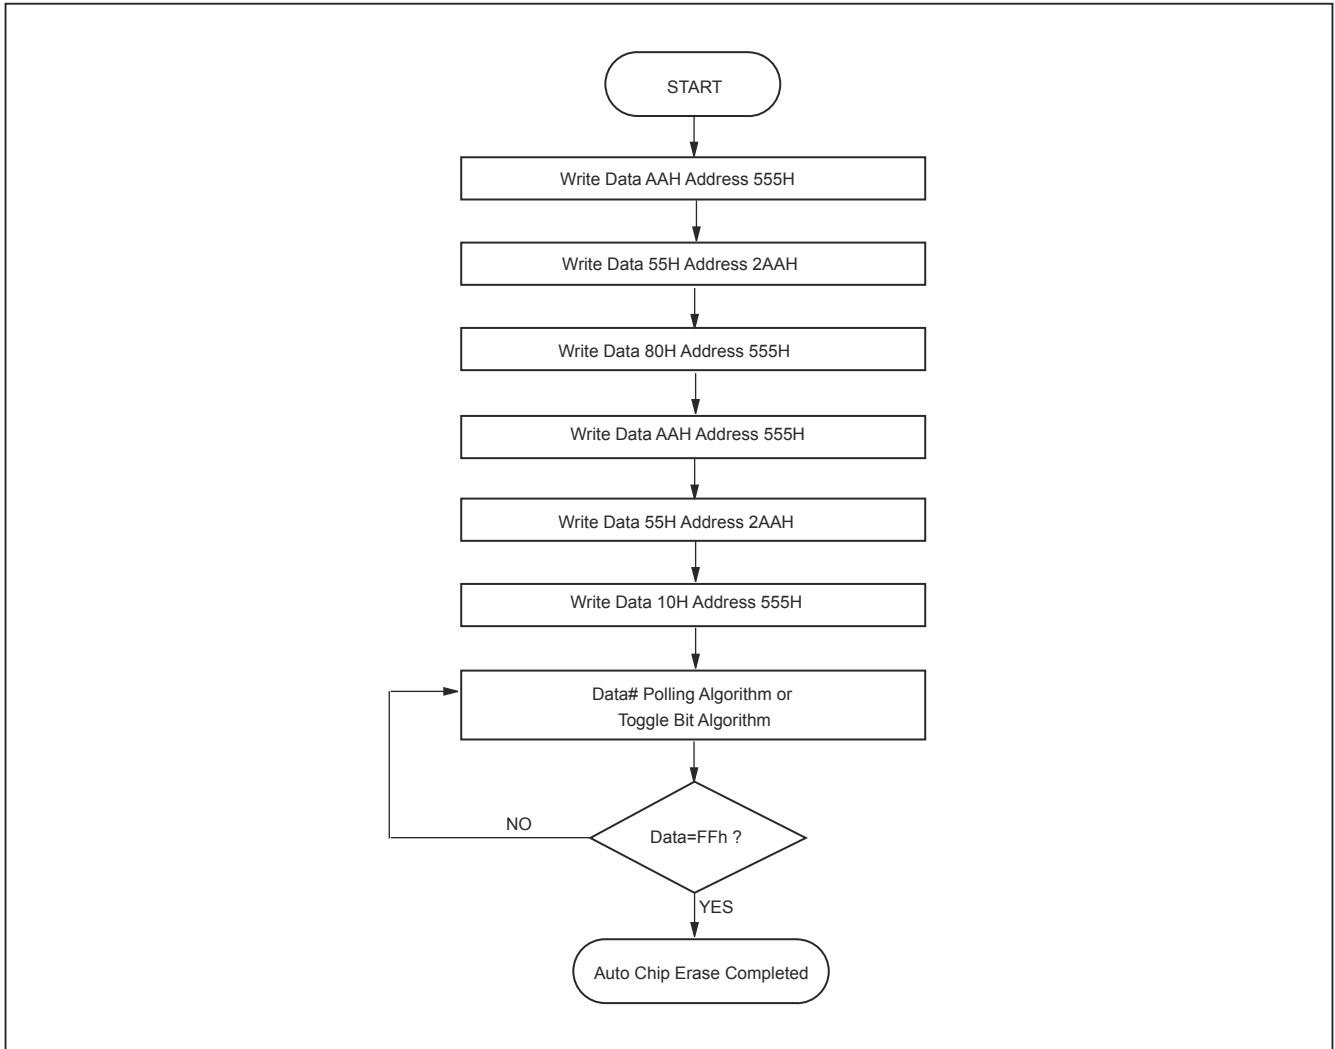 START
Write Data AAH Address 555H
Write Data 55H Address 2AAH
Write Data 80H Address 555H
Write Data AAH Address 555H
Write Data 55H Address 2AAH
Write Data 10H Address 555H
Data# Polling Algorithm or
Toggle Bit Algorithm
NO
Data=FFh ?
YES
Auto Chip Erase Completed